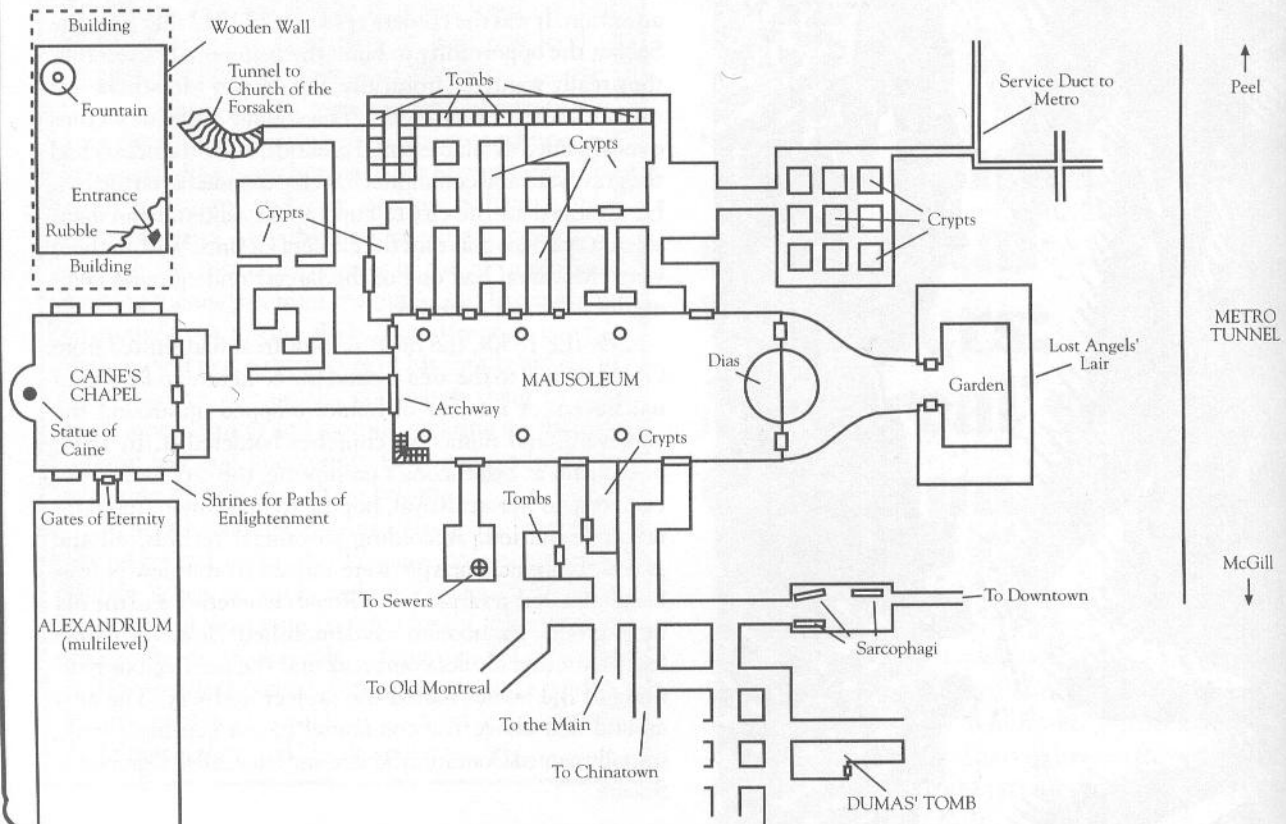 Building
Wooden Wall
Fountain
Tunnel to
Church of the
Forsaken
Tombs
Service Duct to
Metro
Peel
Crypts
Entrance
Rubble
Crypts
Crypts
Building
METRO
TUNNEL
CAINE'S
CHAPEL
MAUSOLEUM
Dias
Garden
Lost Angels'
Lair
Archway
Statue of
Caine
Crypts
Shrines for Paths of
Enlightenment
Gates of Eternity
Tombs
McGill
To Sewers
To Downtown
ALEXANDRIUM
(multilevel)
Sarcophagi
To Old Montreal
To the Main
To Chinatown
DUMAS' TOMB